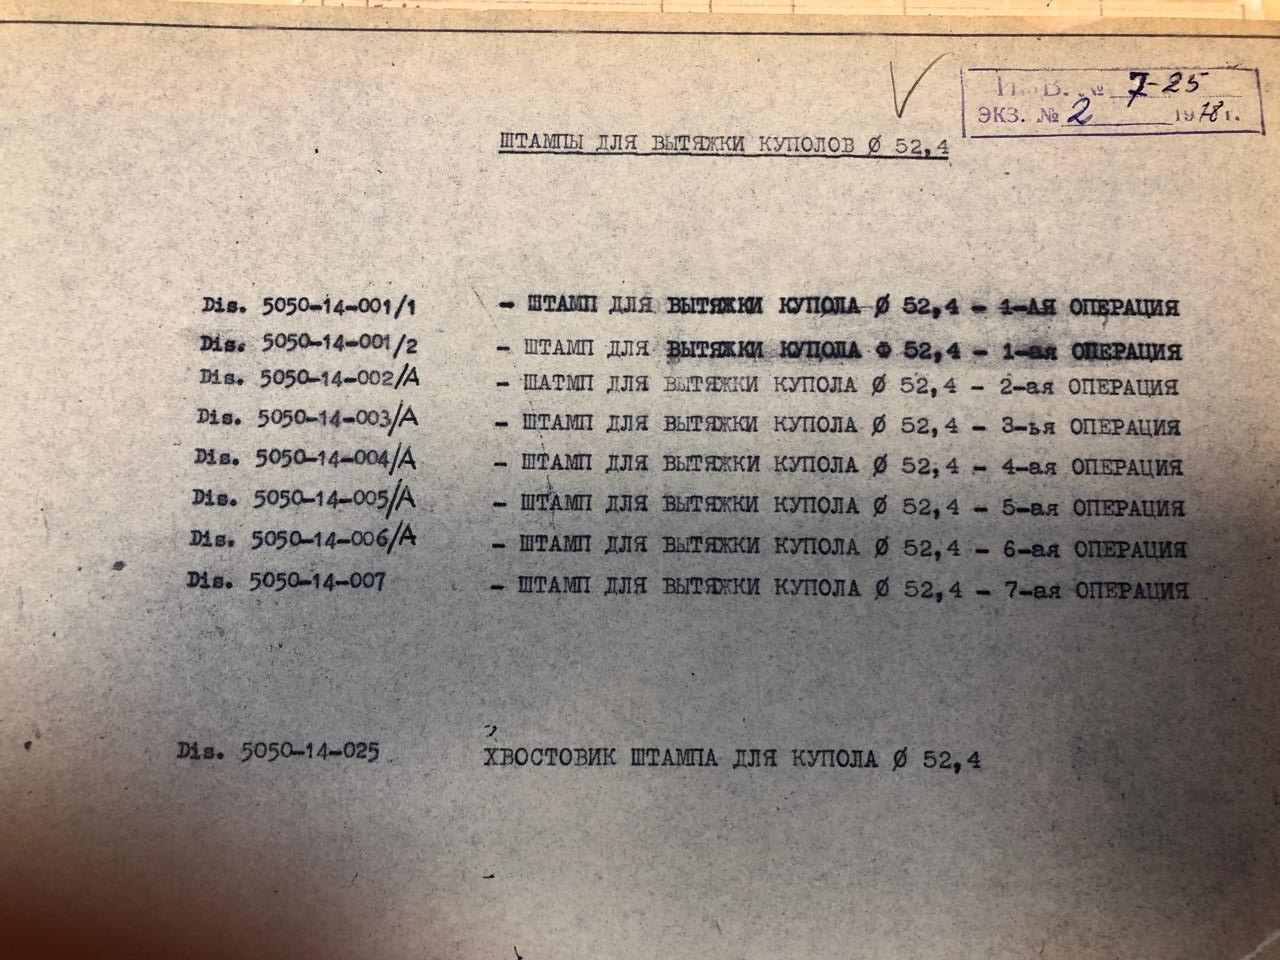 Инв. № 7-25
ЭКЗ. № 2 1978 г.
ШТАМПЫ ДЛЯ ВЫТЯЖКИ КУПОЛОВ Ø 52,4
Dis. 5050-14-001/1 - ШТАМП ДЛЯ ВЫТЯЖКИ КУПОЛА Ø 52,4 - 1-АЯ ОПЕРАЦИЯ
Dis. 5050-14-001/2 - ШТАМП ДЛЯ ВЫТЯЖКИ КУПОЛА Ф 52,4 - 1-ая ОПЕРАЦИЯ
Dis. 5050-14-002/А - ШАТМП ДЛЯ ВЫТЯЖКИ КУПОЛА Ø 52,4 - 2-ая ОПЕРАЦИЯ
Dis. 5050-14-003/А - ШТАМП ДЛЯ ВЫТЯЖКИ КУПОЛА Ø 52,4 - 3-ья ОПЕРАЦИЯ
Dis. 5050-14-004/А - ШТАМП ДЛЯ ВЫТЯЖКИ КУПОЛА Ø 52,4 - 4-ая ОПЕРАЦИЯ
Dis. 5050-14-005/А - ШТАМП ДЛЯ ВЫТЯЖКИ КУПОЛА Ø 52,4 - 5-ая ОПЕРАЦИЯ
Dis. 5050-14-006/А - ШТАМП ДЛЯ ВЫТЯЖКИ КУПОЛА Ø 52,4 - 6-ая ОПЕРАЦИЯ
Dis. 5050-14-007 - ШТАМП ДЛЯ ВЫТЯЖКИ КУПОЛА Ø 52,4 - 7-ая ОПЕРАЦИЯ
Dis. 5050-14-025 ХВОСТОВИК ШТАМПА ДЛЯ КУПОЛА Ø 52,4